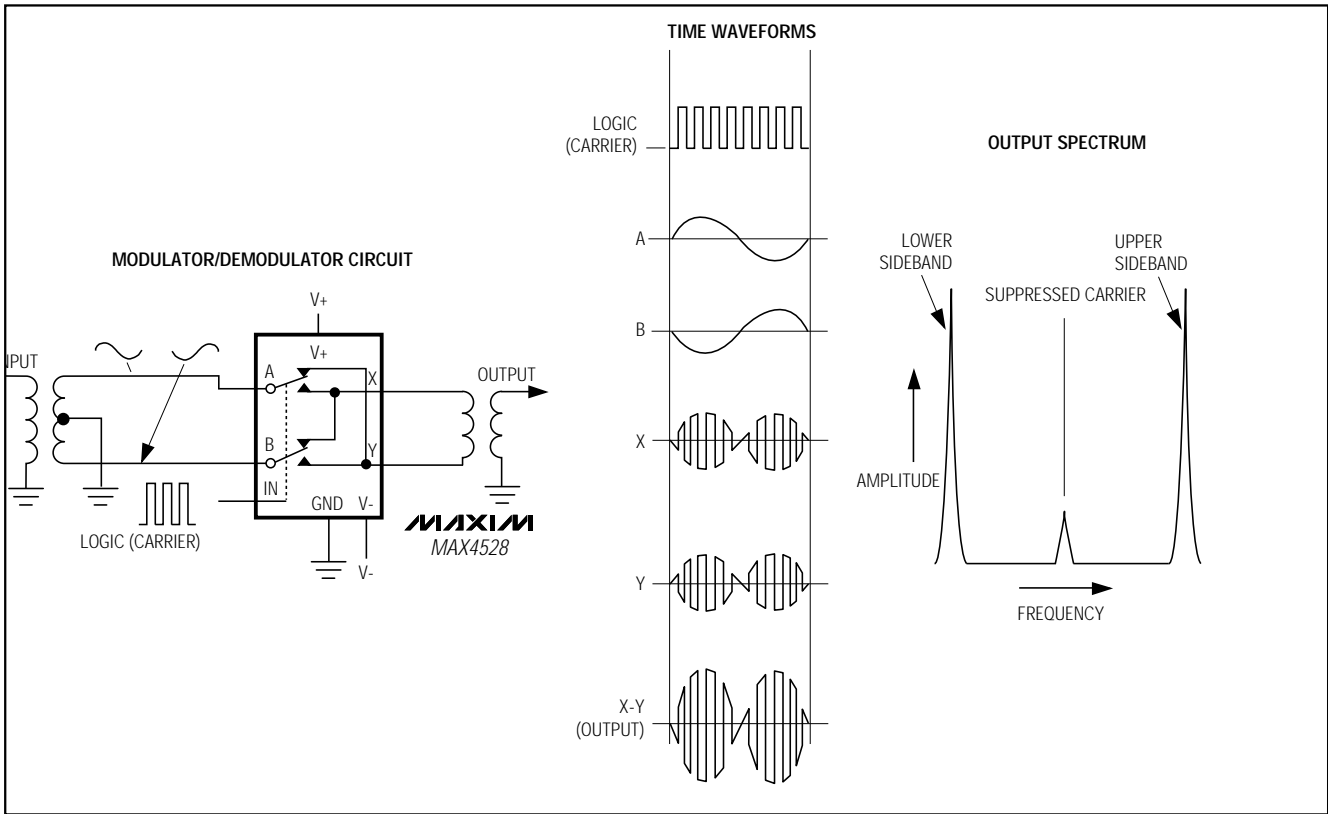 TIME WAVEFORMS
LOGIC
(CARRIER)
OUTPUT SPECTRUM
A
LOWER
SIDEBAND
UPPER
SIDEBAND
MODULATOR/DEMODULATOR CIRCUIT
SUPPRESSED CARRIER
V+
B
V+
NPUT
A
X
OUTPUT
B
Y
X
AMPLITUDE
IN
GND
V-
MAXIM
MAX4528
LOGIC (CARRIER)
V-
Y
FREQUENCY
X-Y
(OUTPUT)